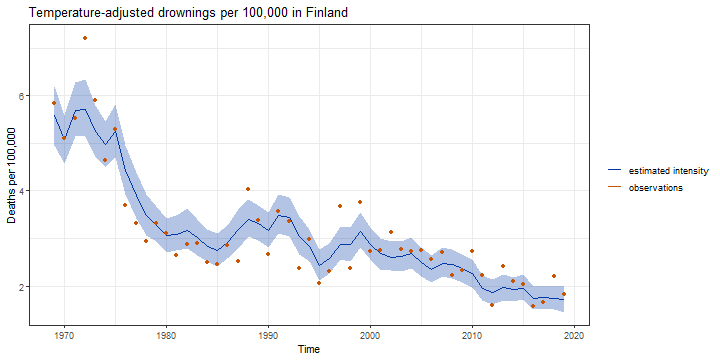 Temperature-adjusted drownings per 100,000 in Finland
Deaths per 100,000
6
4
2
1970
1980
1990
2000
2010
2020
Time
estimated intensity
observations